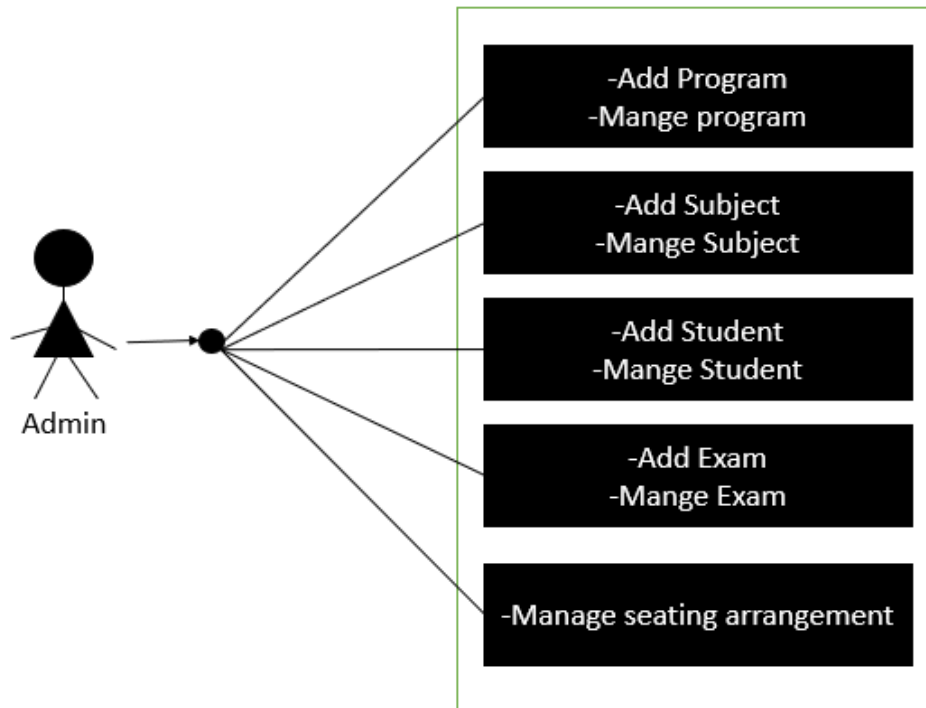 -Add Program
-Mange program
-Add Subject
-Mange Subject
-Add Student
-Mange Student
Admin
-Add Exam
-Mange Exam
-Manage seating arrangement